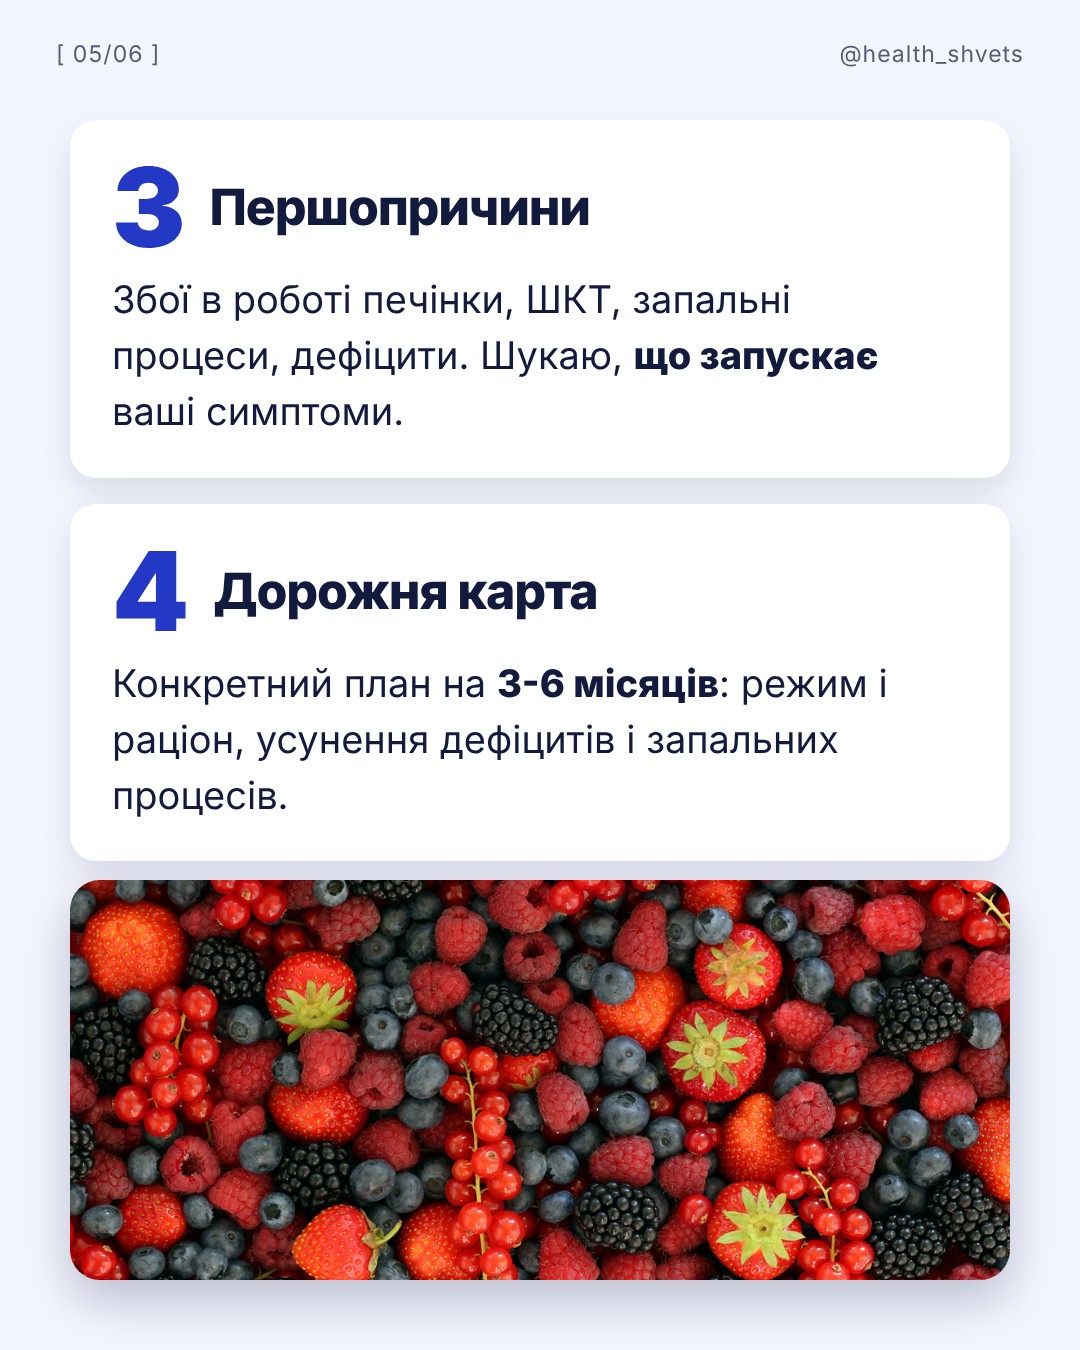 [ 05/06 ]
@health_shvets
3 Першопричини
Збої в роботі печінки, ШКТ, запальні
процеси, дефіцити. Шукаю, що запускає
ваші симптоми.
4 Дорожня карта
Конкретний план на 3-6 місяців: режим і
раціон, усунення дефіцитів і запальних
процесів.